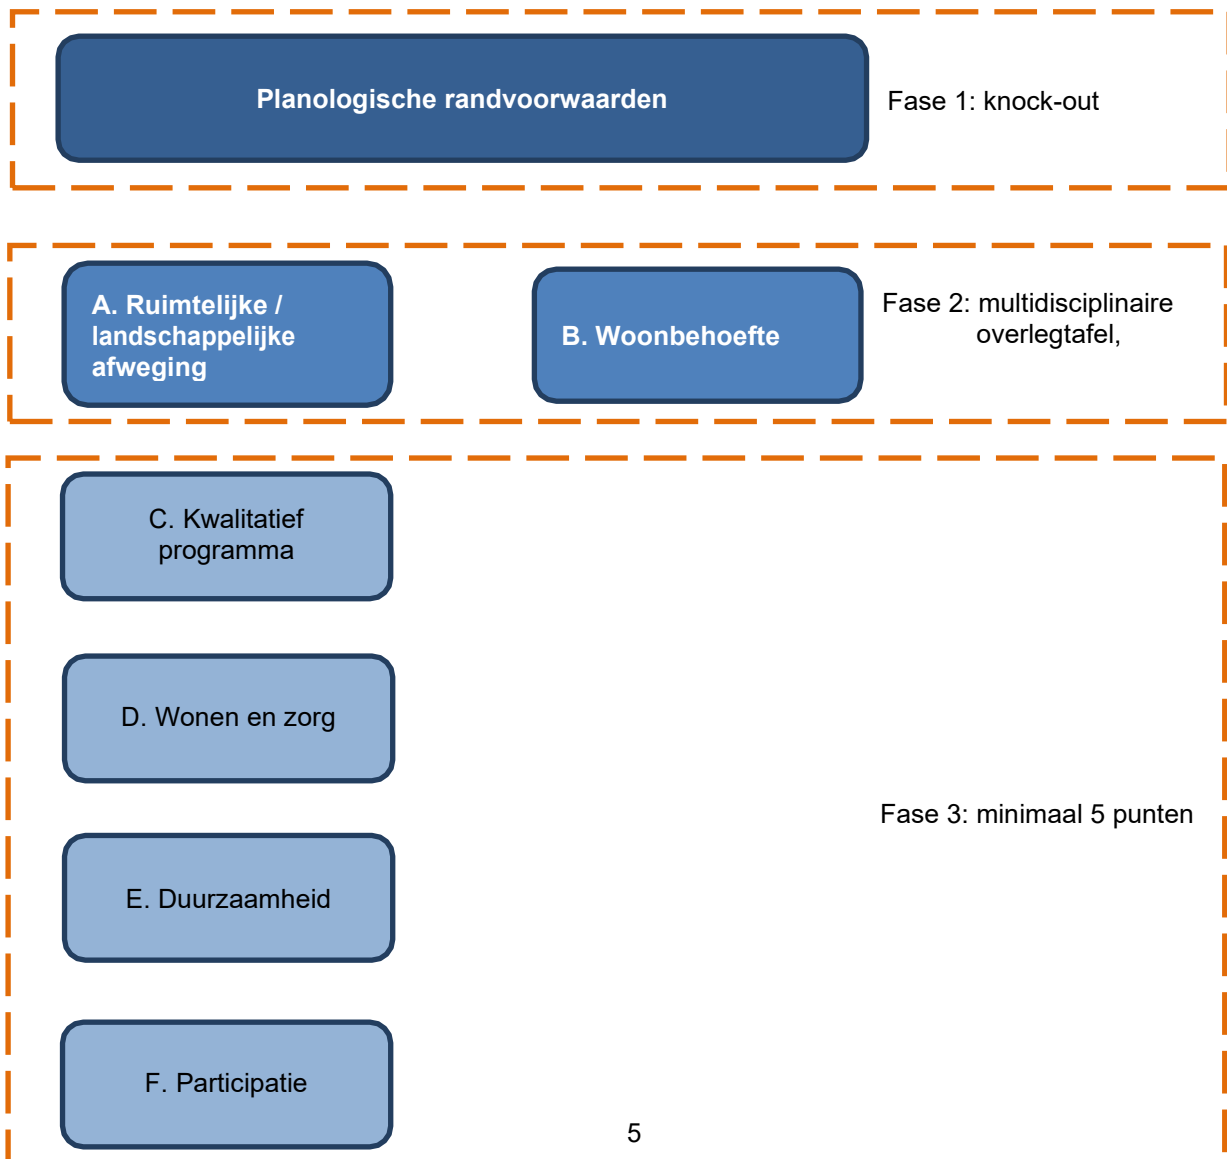 Planologische randvoorwaarden
Fase 1: knock-out
A. Ruimtelijke /
landschappelijke
afweging
B. Woonbehoefte
Fase 2: multidisciplinaire
overlegtafel,
C. Kwalitatief
programma
D. Wonen en zorg
Fase 3: minimaal 5 punten
E. Duurzaamheid
F. Participatie
5